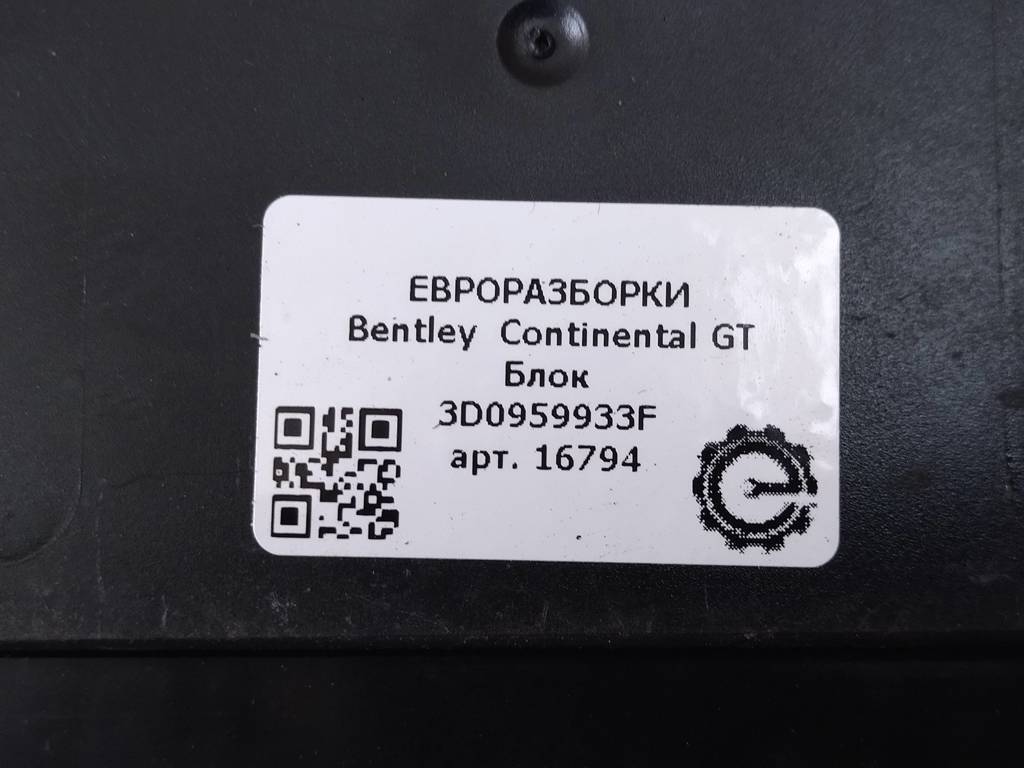 ЕВРОРАЗБОРКИ
Bentley Continental GT
Блок
3D0959933F
арт. 16794